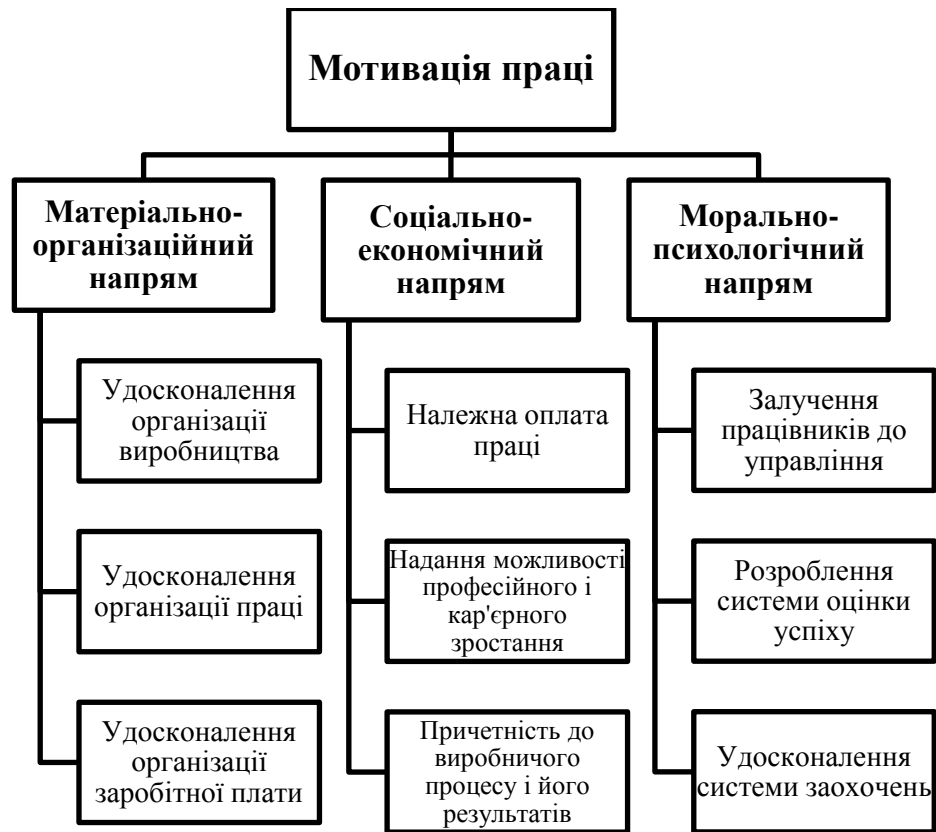 Мотивація праці
Матеріально-
організаційний
напрям
Удосконалення
організації
виробництва
Удосконалення
організації праці
Удосконалення
організації
заробітної плати
Соціально-
економічний
напрям
Належна оплата
праці
Надання можливості
професійного і
кар'єрного
зростання
Причетність до
виробничого
процесу і його
результатів
Морально-
психологічний
напрям
Залучення
працівників до
управління
Розроблення
системи оцінки
успіху
Удосконалення
системи заохочень